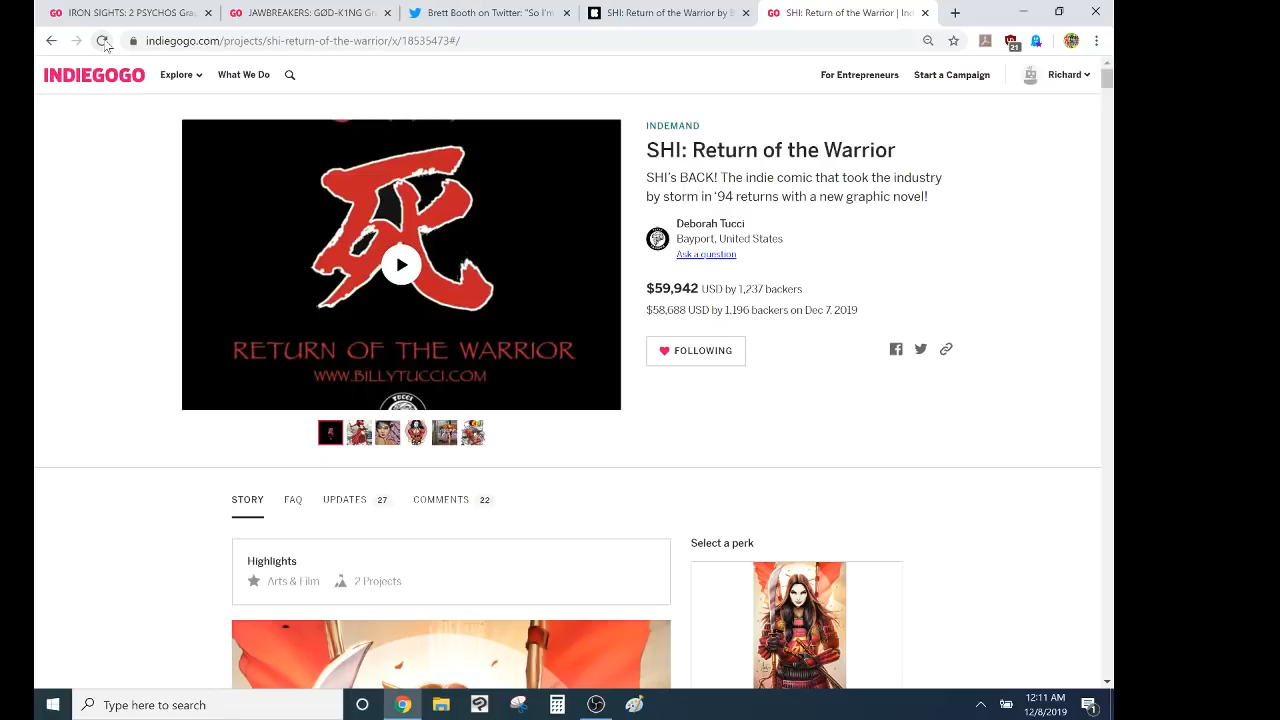 IRON SIGHTS: 2 PSYCHOS Gra
JAWBREAKERS: GØD-K1NG Gr
Brett Booth on Twitter: "So I'm
SHI: Return of the Warrior by B
SHI: Return of the Warrior | Ind
indiegogo.com/projects/shi-return-of-the-warrior/x/18535473#/
21
INDIEGOGO
Explore
What We Do
For Entrepreneurs
Start a Campaign
Richard
死
RETURN OF THE WARRIOR
WWW.BILLYTUCCI.COM
TUCCI
INDEMAND
SHI: Return of the Warrior
SHI's BACK! The indie comic that took the industry
by storm in '94 returns with a new graphic novel!
Deborah Tucci
Bayport, United States
Ask a question
$59,942 USD by 1,237 backers
$58,688 USD by 1,196 backers on Dec 7, 2019
FOLLOWING
STORY
FAQ
UPDATES 27
COMMENTS 22
Highlights
Arts & Film
2 Projects
Select a perk
Type here to search
12:11 AM
12/8/2019
1